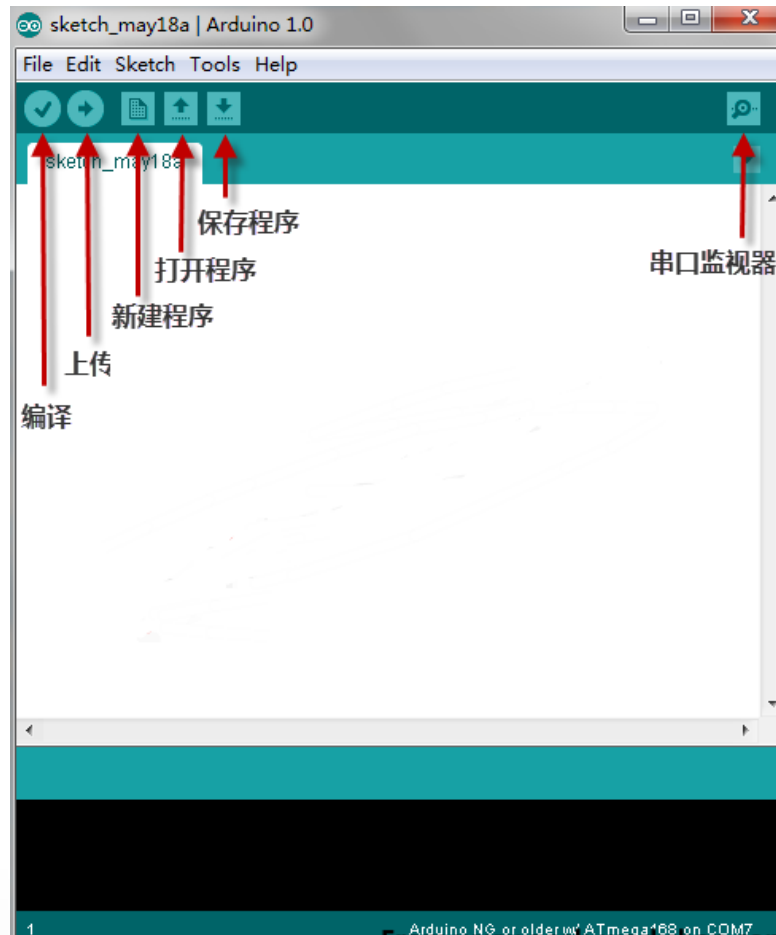 sketch_may18a | Arduino 1.0
File Edit Sketch Tools Help
sketch_may18a
保存程序
打开程序
串口监视器
新建程序
上传
编译
1
Arduino NG or older w/ ATmega168 on COM7